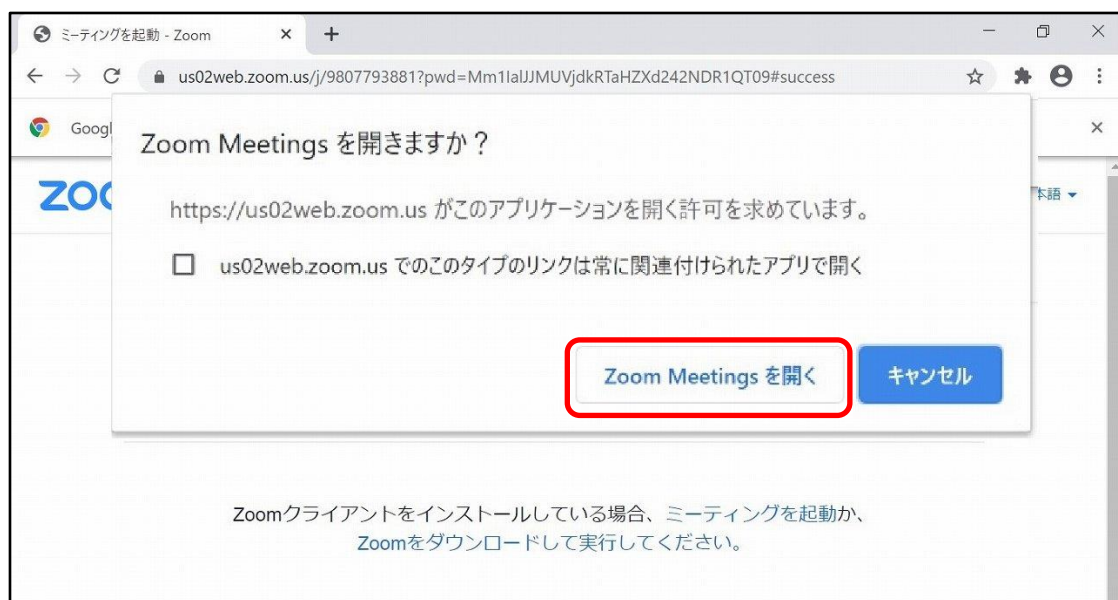 ミーティングを起動 - Zoom
us02web.zoom.us/j/9807793881?pwd=Mm1IalJJMUVjdkRTaHZXd242NDR1QT09#success
Googl
Zoom Meetings を開きますか？
zoo
本語
https://us02web.zoom.us がこのアプリケーションを開く許可を求めています。
us02web.zoom.us でのこのタイプのリンクは常に関連付けられたアプリで開く
Zoom Meetings を開く
キャンセル
Zoomクライアントをインストールしている場合、ミーティングを起動か、
Zoomをダウンロードして実行してください。